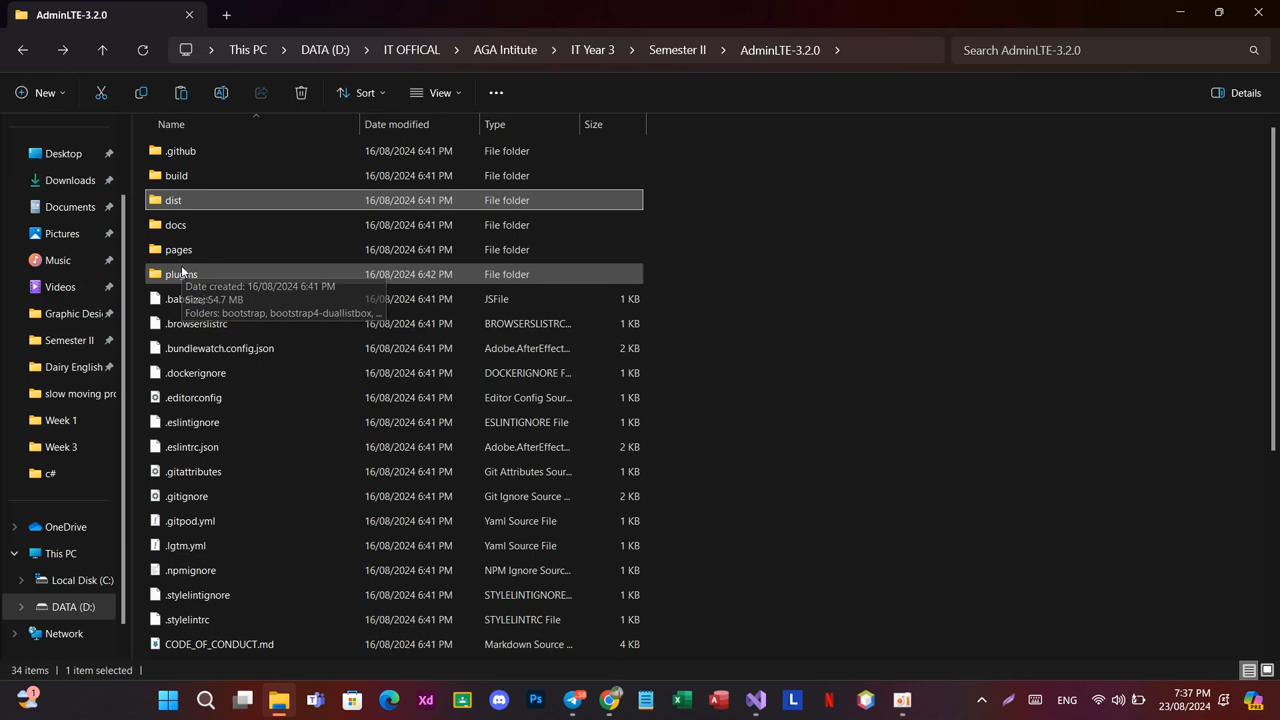 AdminLTE-3.2.0
This PC DATA (D:) IT OFFICAL AGA Intitute IT Year 3 Semester II AdminLTE-3.2.0 Search AdminLTE-3.2.0
New Sort View Details
Name Date modified Type Size
Desktop
Downloads
Documents
Pictures
Music
Videos
Graphic Desi
Semester II
Dairy English
slow moving pro
Week 1
Week 3
c#
OneDrive
This PC
Local Disk (C:)
DATA (D:)
Network
.github 16/08/2024 6:41 PM File folder
build 16/08/2024 6:41 PM File folder
dist 16/08/2024 6:41 PM File folder
docs 16/08/2024 6:41 PM File folder
pages 16/08/2024 6:41 PM File folder
plugins 16/08/2024 6:42 PM File folder
Date created: 16/08/2024 6:41 PM
Size: 54.7 MB
Folders: bootstrap, bootstrap4-duallistbox, ...
16/08/2024 6:41 PM JSFile 1 KB
.browserslistrc 16/08/2024 6:41 PM BROWSERSLISTRC... 1 KB
.bundlewatch.config.json 16/08/2024 6:41 PM Adobe.AfterEffect... 2 KB
.dockerignore 16/08/2024 6:41 PM DOCKERIGNORE F... 1 KB
.editorconfig 16/08/2024 6:41 PM Editor Config Sour... 1 KB
.eslintignore 16/08/2024 6:41 PM ESLINTIGNORE File 1 KB
.eslintrc.json 16/08/2024 6:41 PM Adobe.AfterEffect... 2 KB
.gitattributes 16/08/2024 6:41 PM Git Attributes Sour... 1 KB
.gitignore 16/08/2024 6:41 PM Git Ignore Source ... 2 KB
.gitpod.yml 16/08/2024 6:41 PM Yaml Source File 1 KB
.lgtm.yml 16/08/2024 6:41 PM Yaml Source File 1 KB
.npmignore 16/08/2024 6:41 PM NPM Ignore Sourc... 1 KB
.stylelintignore 16/08/2024 6:41 PM STYLELINTIGNORE... 1 KB
.stylelintrc 16/08/2024 6:41 PM STYLELINTRC File 1 KB
CODE_OF_CONDUCT.md 16/08/2024 6:41 PM Markdown Source ... 4 KB
34 items 1 item selected
ENG 7:37 PM
23/08/2024